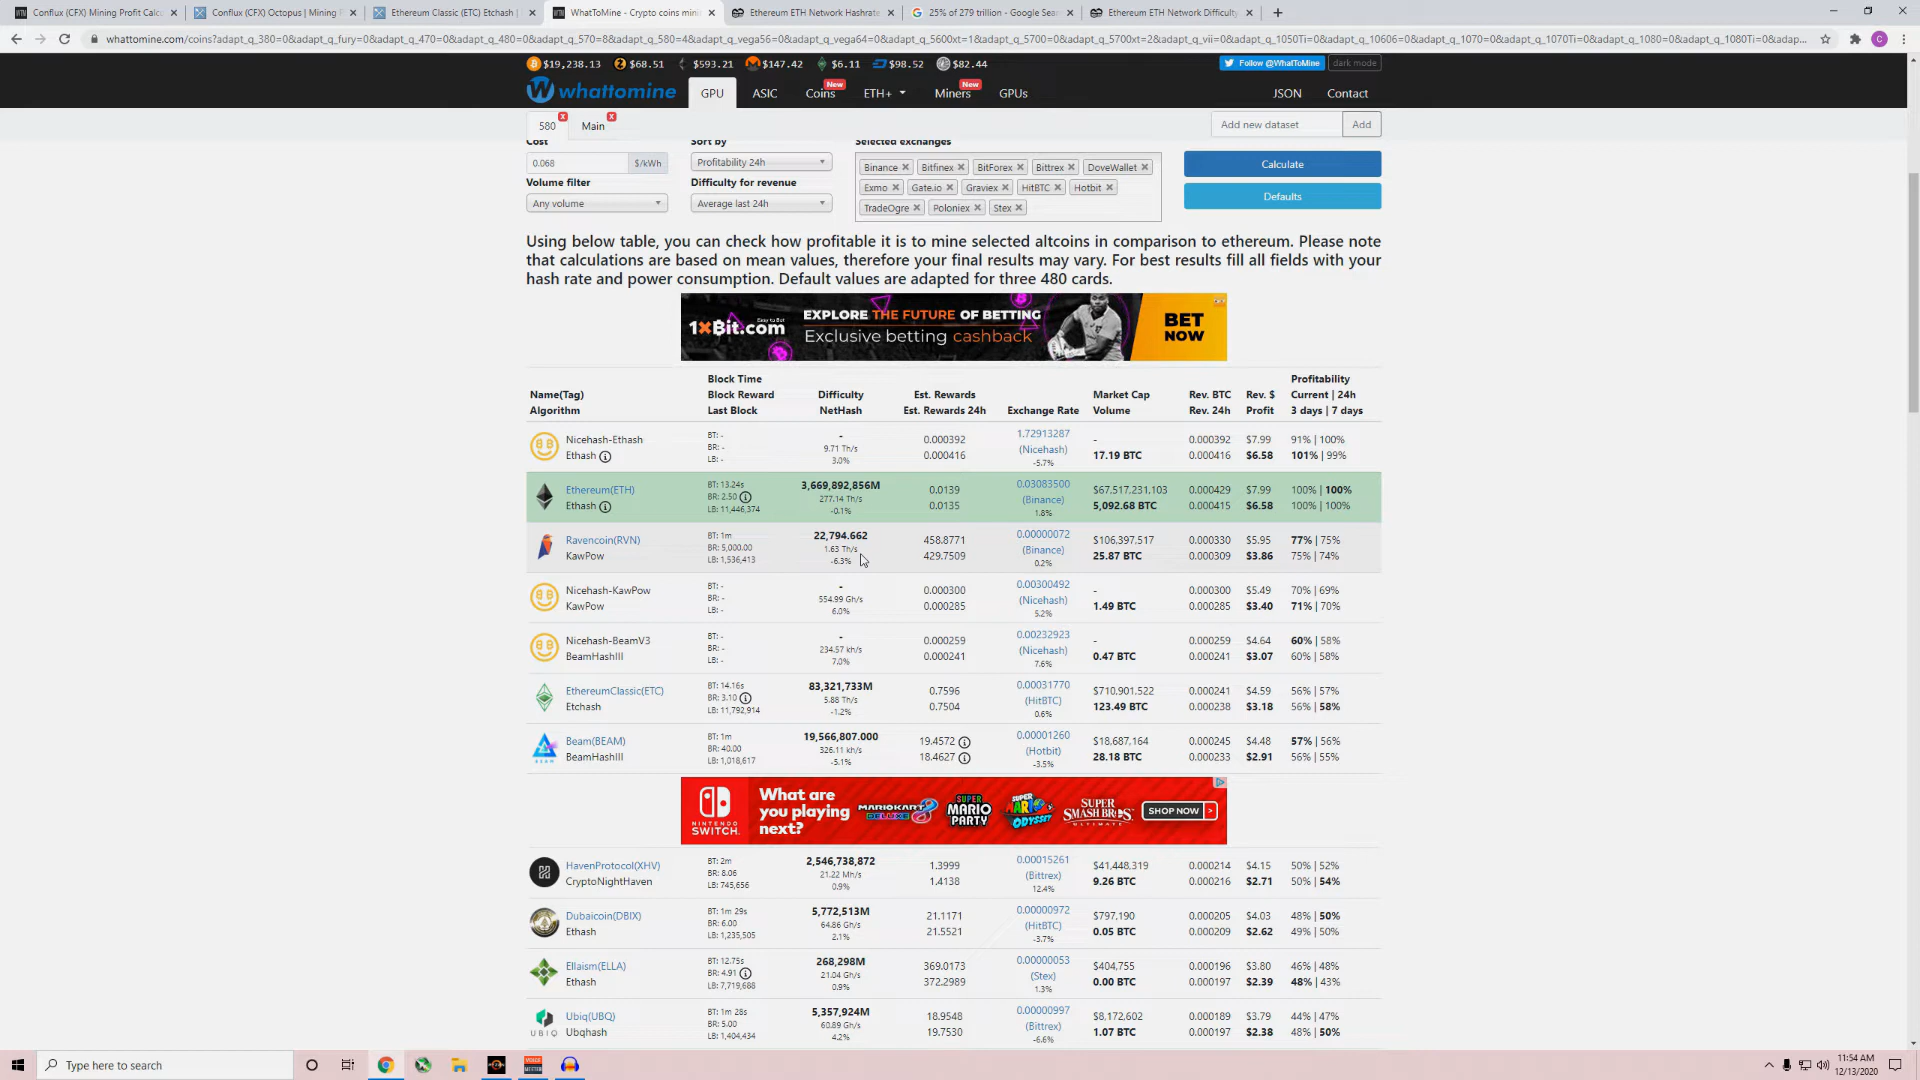 Conflux (CFX) Mining Profit Calc
Conflux (CFX) Octopus | Mining P
Ethereum Classic (ETC) Etchash |
WhatToMine - Crypto coins mini
Ethereum ETH Network Hashrate
25% of 279 trillion - Google Sear
Ethereum ETH Network Difficulty
whattomine.com/coins?adapt_q_380=0&adapt_q_fury=0&adapt_q_470=0&adapt_q_480=0&adapt_q_570=8&adapt_q_580=4&adapt_q_vega56=0&adapt_q_vega64=0&adapt_q_5600xt=1&adapt_q_5700=0&adapt_q_5700xt=2&adapt_q_vii=0&adapt_q_1050Ti=0&adapt_q_10606=0&adapt_q_1070=0&adapt_q_1070Ti=0&adapt_q_1080=0&adapt_q_1080Ti=0&adap...
C
$19,238.13 $68.51 $593.21 $147.42 $6.11 $98.52 $82.44
Follow @WhatToMine dark mode
whattomine GPU ASIC Coins New ETH+ Miners New GPUs JSON Contact
580 x Main x Add new dataset Add
Cost Sort by Selected exchanges
0.068 $/kWh Profitability 24h
Binance Bitfinex BitForex Bittrex DoveWallet
Calculate
Volume filter Difficulty for revenue
Exmo Gate.io Graviex HitBTC Hotbit
Defaults
Any volume Average last 24h
TradeOgre Poloniex Stex
Using below table, you can check how profitable it is to mine selected altcoins in comparison to ethereum. Please note
that calculations are based on mean values, therefore your final results may vary. For best results fill all fields with your
hash rate and power consumption. Default values are adapted for three 480 cards.
1xBit.com Easy to Bet
EXPLORE THE FUTURE OF BETTING
Exclusive betting cashback
BET
NOW
Block Time Profitability
Name(Tag) Block Reward Difficulty Est. Rewards Market Cap Rev. BTC Rev. $ Current | 24h
Algorithm Last Block NetHash Est. Rewards 24h Exchange Rate Volume Rev. 24h Profit 3 days | 7 days
Nicehash-Ethash BT: - - 0.000392 1.72913287 - 0.000392 $7.99 91% | 100%
BR: - 9.71 Th/s (Nicehash)
Ethash LB: - 3.0% 0.000416 -5.7% 17.19 BTC 0.000416 $6.58 101% | 99%
Ethereum(ETH) BT: 13.24s 3,669,892,856M 0.0139 0.03083500 $67,517,231,103 0.000429 $7.99 100% | 100%
BR: 2.50 277.14 Th/s (Binance)
Ethash LB: 11,446,374 -0.1% 0.0135 1.8% 5,092.68 BTC 0.000415 $6.58 100% | 100%
Ravencoin(RVN) BT: 1m 22,794.662 458.8771 0.00000072 $106,397,517 0.000330 $5.95 77% | 75%
BR: 5,000.00 1.63 Th/s (Binance)
KawPow LB: 1,536,413 -6.3% 429.7509 0.2% 25.87 BTC 0.000309 $3.86 75% | 74%
Nicehash-KawPow BT: - - 0.000300 0.00300492 - 0.000300 $5.49 70% | 69%
BR: - 554.99 Gh/s (Nicehash)
KawPow LB: - 6.0% 0.000285 5.2% 1.49 BTC 0.000285 $3.40 71% | 70%
Nicehash-BeamV3 BT: - - 0.000259 0.00232923 - 0.000259 $4.64 60% | 58%
BR: - 234.57 kh/s (Nicehash)
BeamHashIII LB: - 7.0% 0.000241 7.6% 0.47 BTC 0.000241 $3.07 60% | 58%
EthereumClassic(ETC) BT: 14.16s 83,321,733M 0.7596 0.00031770 $710,901,522 0.000241 $4.59 56% | 57%
BR: 3.10 5.88 Th/s (HitBTC)
Etchash LB: 11,792,914 -1.2% 0.7504 0.6% 123.49 BTC 0.000238 $3.18 56% | 58%
Beam(BEAM) BT: 1m 19,566,807.000 19.4572 0.00001260 $18,687,164 0.000245 $4.48 57% | 56%
BR: 40.00 326.11 kh/s (Hotbit)
BeamHashIII LB: 1,018,617 -5.1% 18.4627 -3.5% 28.18 BTC 0.000233 $2.91 56% | 55%
NINTENDO
SWITCH.
What are
you playing
next?
MARIOKART 8 DELUXE
SUPER MARIO PARTY
SUPER MARIO ODYSSEY
SUPER SMASH BROS. ULTIMATE
SHOP NOW >
HavenProtocol(XHV) BT: 2m 2,546,738,872 1.3999 0.00015261 $41,448,319 0.000214 $4.15 50% | 52%
BR: 8.06 21.22 Mh/s (Bittrex)
CryptoNightHaven LB: 745,656 0.9% 1.4138 12.4% 9.26 BTC 0.000216 $2.71 50% | 54%
Dubaicoin(DBIX) BT: 1m 29s 5,772,513M 21.1171 0.00000972 $797,190 0.000205 $4.03 48% | 50%
BR: 6.00 64.86 Gh/s (HitBTC)
Ethash LB: 1,235,505 2.1% 21.5521 -3.7% 0.05 BTC 0.000209 $2.62 49% | 50%
Ellaism(ELLA) BT: 12.75s 268,298M 369.0173 0.00000053 $404,755 0.000196 $3.80 46% | 48%
BR: 4.91 21.04 Gh/s (Stex)
Ethash LB: 7,719,688 0.9% 372.2989 1.3% 0.00 BTC 0.000197 $2.39 48% | 43%
Ubiq(UBQ) BT: 1m 28s 5,357,924M 18.9548 0.00000997 $8,172,602 0.000189 $3.79 44% | 47%
BR: 5.00 60.89 Gh/s (Bittrex)
UBIQ Ubqhash LB: 1,404,434 4.2% 19.7530 -6.6% 1.07 BTC 0.000197 $2.38 48% | 50%
Type here to search
11:54 AM
12/13/2020